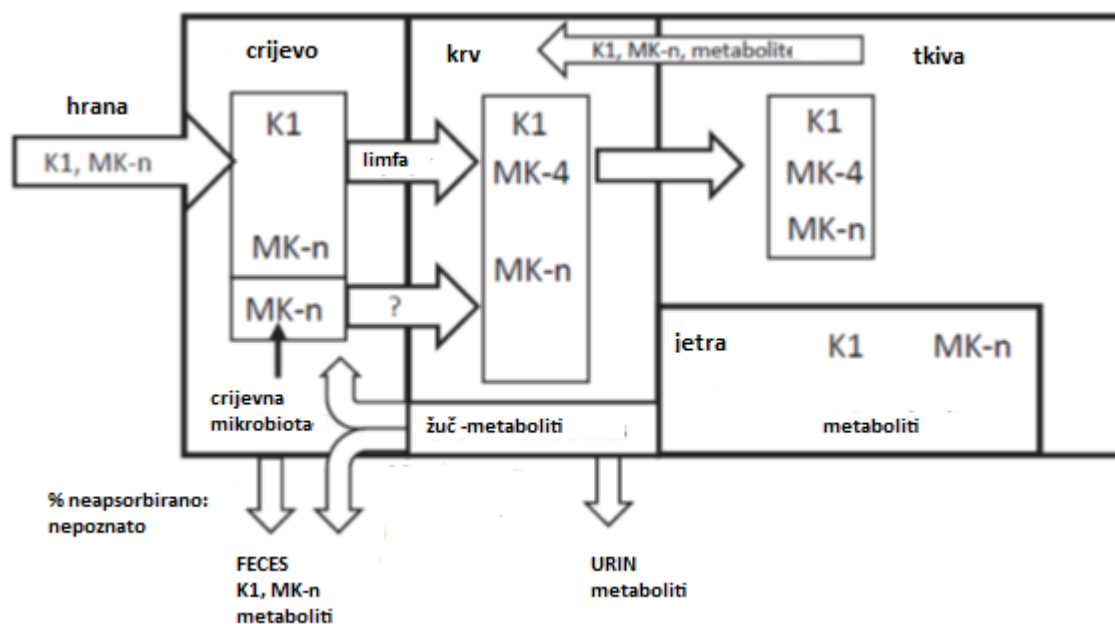 crijevo
krv
K1, MK-n, metabolite
tkiva
hrana
K1, MK-n
K1
MK-n
MK-n
limfa
?
K1
MK-4
MK-n
K1
MK-4
MK-n
jetra
K1 MK-n
metaboliti
crijevna
mikrobiota
žuč -metaboliti
% neapsorbirano:
nepoznato
FECES
K1, MK-n
metaboliti
URIN
metaboliti